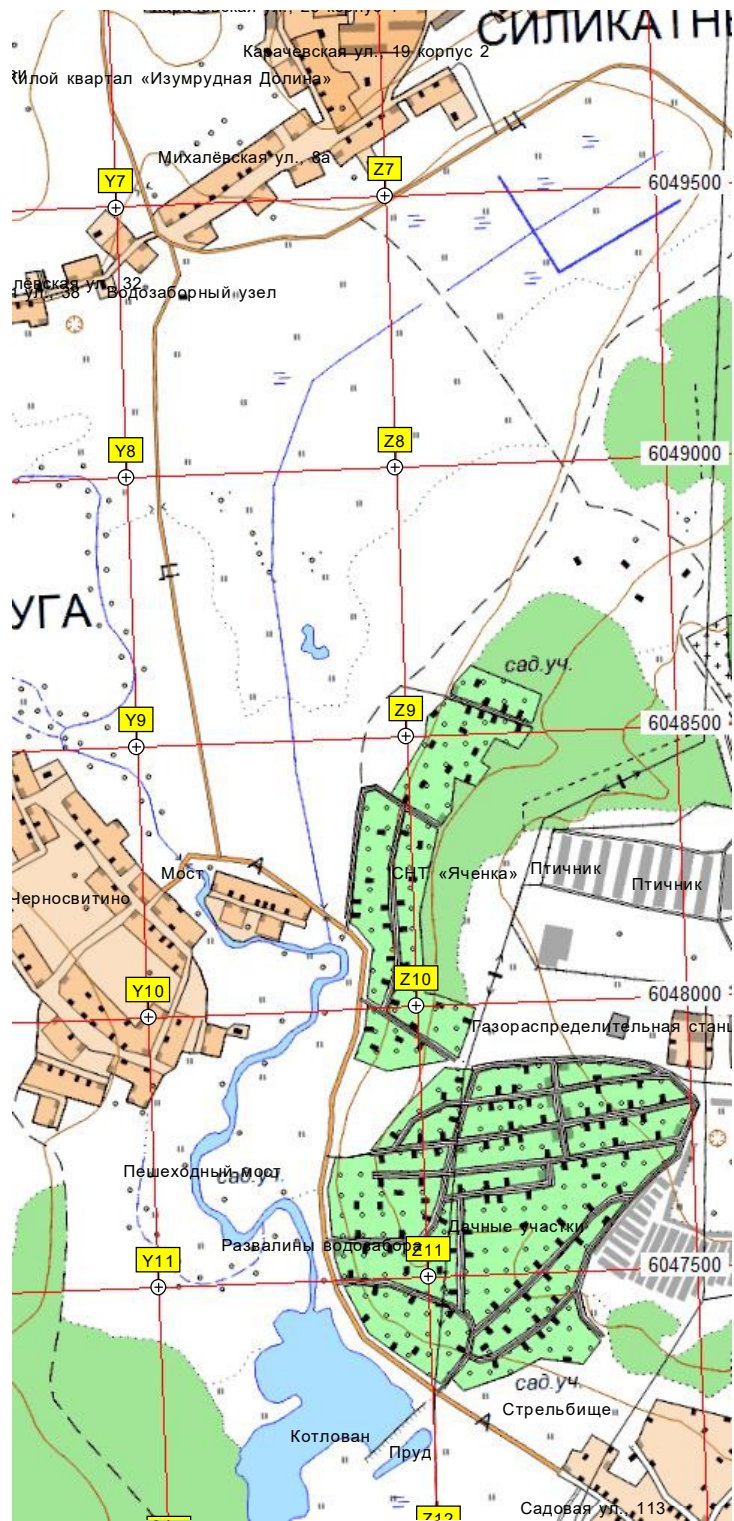 СИЛИКАТНЫ
Карачевская ул., 19 корпус 2
Жилой квартал «Изумрудная Долина»
Михалёвская ул., 8а
Y7
Z7
6049500
ул., 32
ул., 38
Водозаборный узел
Y8
Z8
6049000
УГА
сад.уч.
Y9
Z9
6048500
Мост
СНТ «Яченка»
Птичник
Птичник
Черносвитино
Y10
Z10
6048000
Газораспределительная станц
Пешеходный мост
сад.уч.
Дачные участки
Развалины водозабора
Y11
Z11
6047500
сад.уч.
Стрельбище
Котлован
Пруд
Садовая ул., 113
Z12